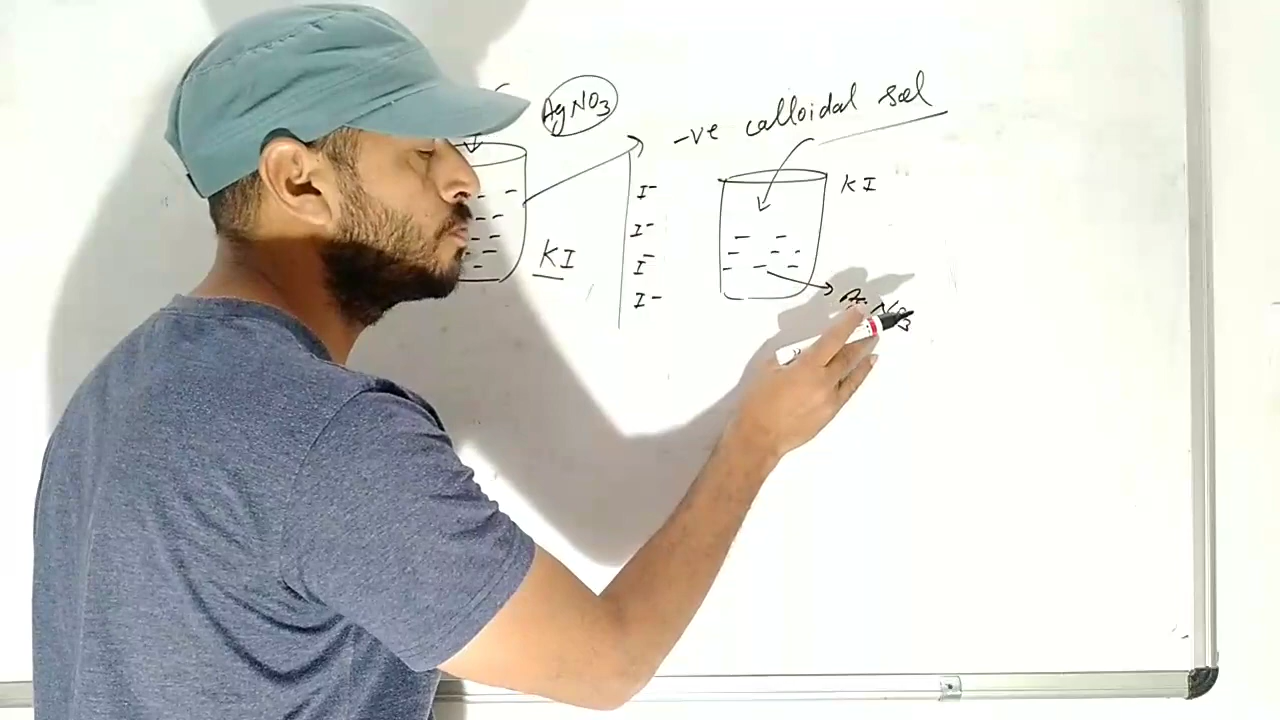 AgNO3
-ve calloidal sol
KI
I-
I-
I-
I-
KI